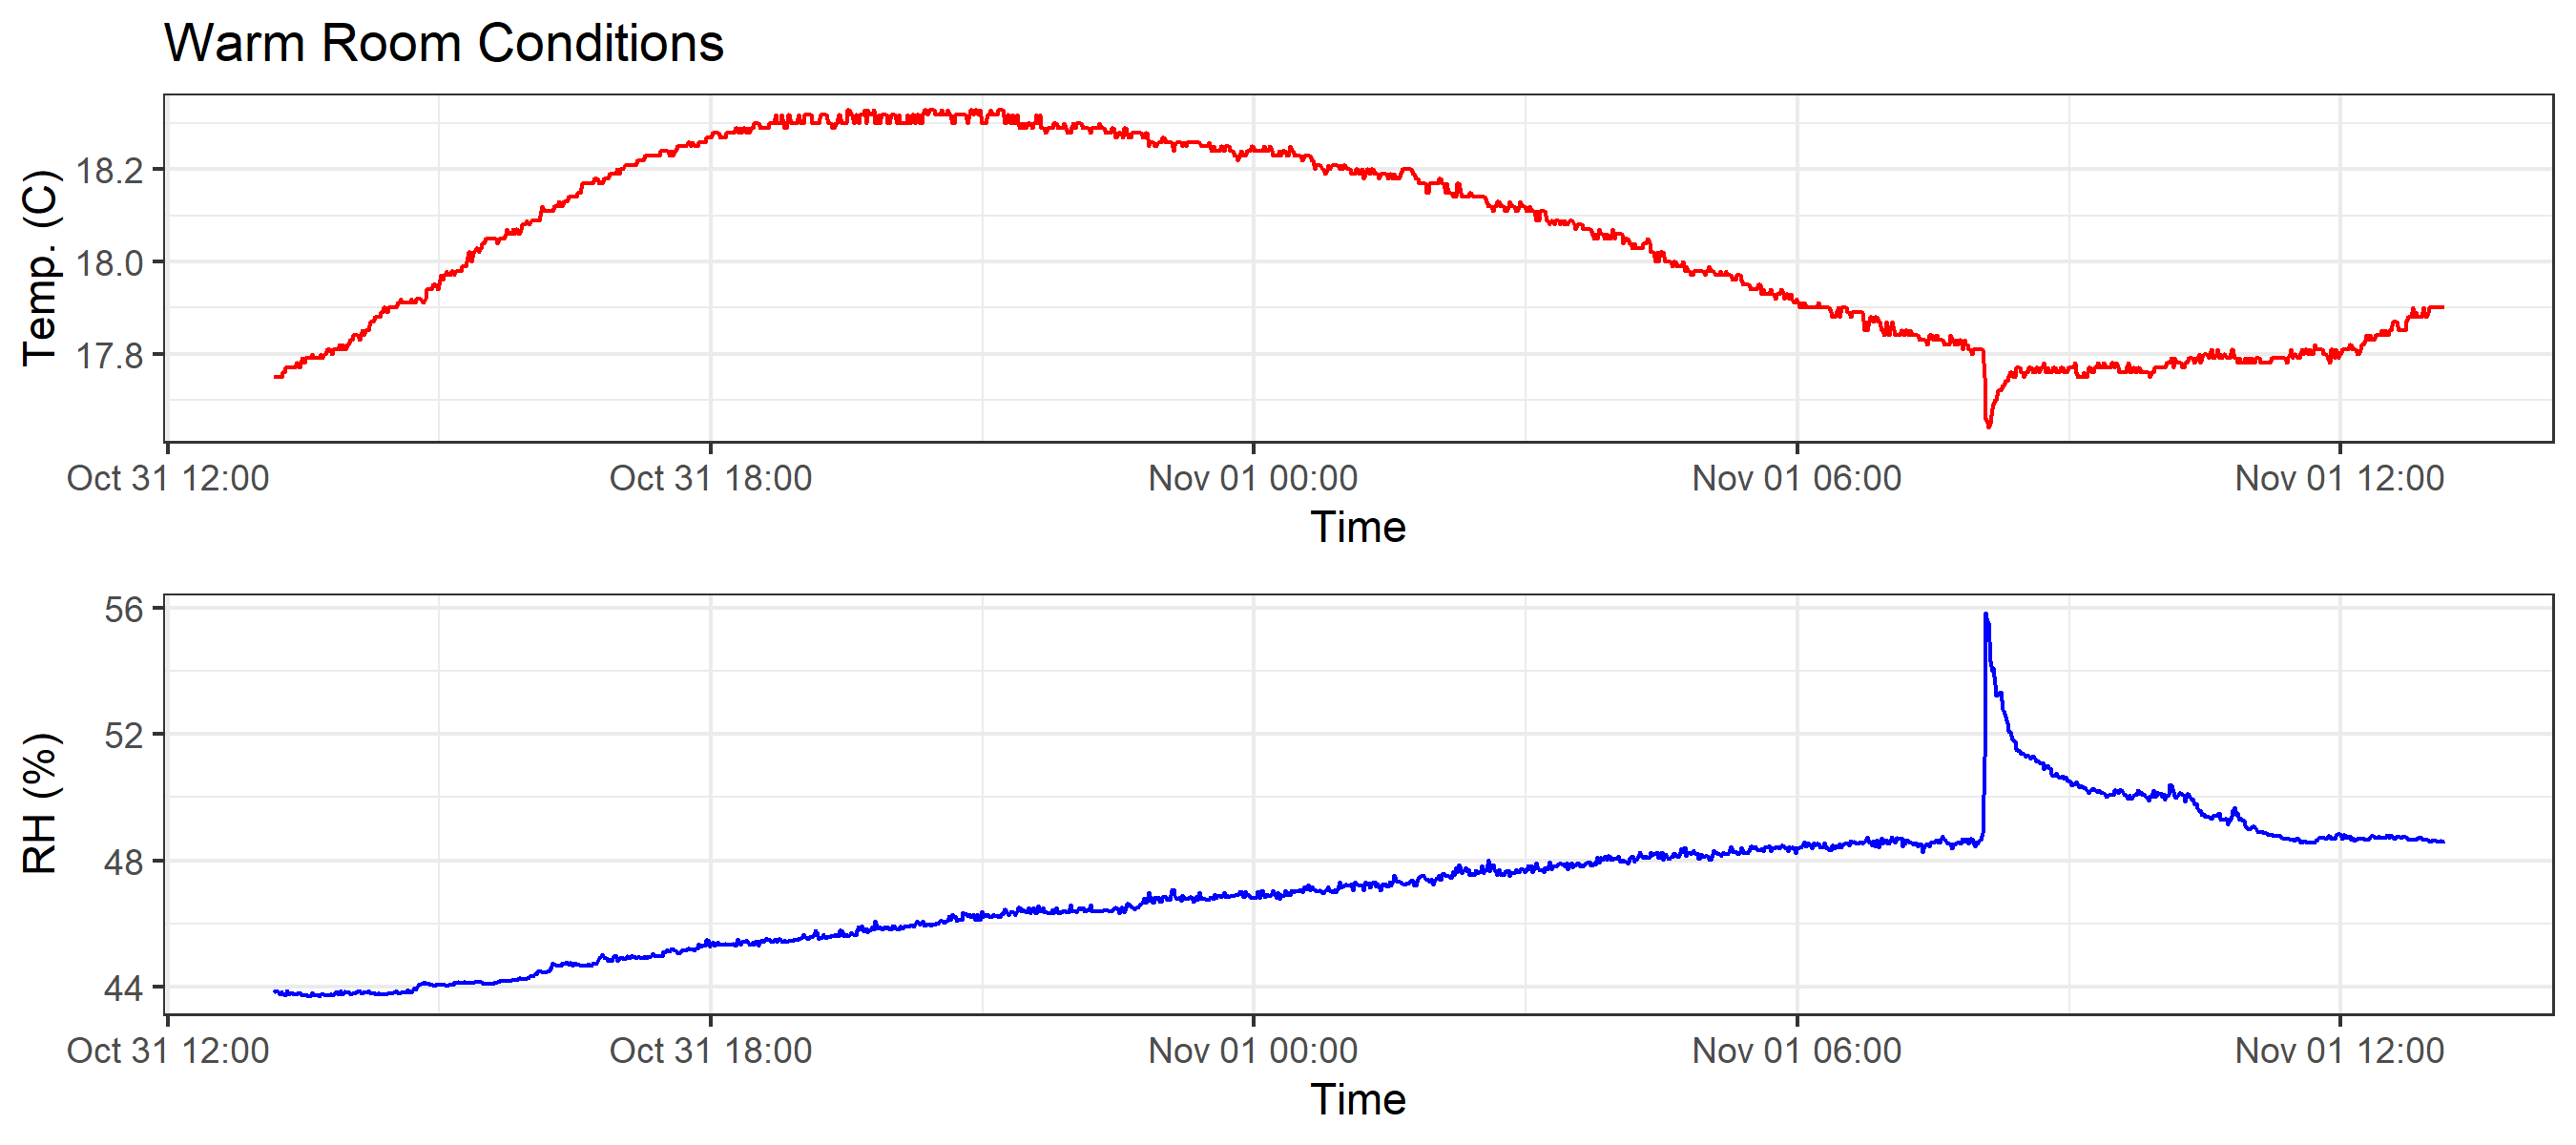 Warm Room Conditions
Temp. (C)
18.2
18.0
17.8
Oct 31 12:00 Oct 31 18:00 Nov 01 00:00 Nov 01 06:00 Nov 01 12:00
Time
RH (%)
56
52
48
44
Oct 31 12:00 Oct 31 18:00 Nov 01 00:00 Nov 01 06:00 Nov 01 12:00
Time